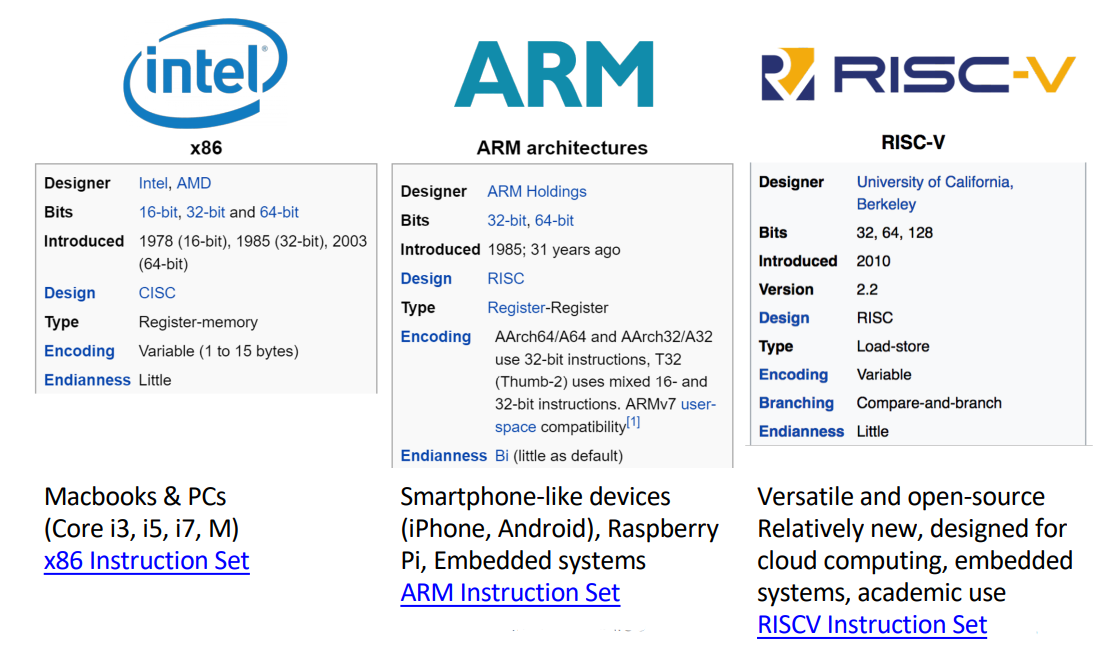 intel®
x86
Designer Intel, AMD
Bits 16-bit, 32-bit and 64-bit
Introduced 1978 (16-bit), 1985 (32-bit), 2003
(64-bit)
Design CISC
Type Register-memory
Encoding Variable (1 to 15 bytes)
Endianness Little
Macbooks & PCs
(Core i3, i5, i7, M)
x86 Instruction Set
ARM
ARM architectures
Designer ARM Holdings
Bits 32-bit, 64-bit
Introduced 1985; 31 years ago
Design RISC
Type Register-Register
Encoding AArch64/A64 and AArch32/A32
use 32-bit instructions, T32
(Thumb-2) uses mixed 16- and
32-bit instructions. ARMv7 user-
space compatibility[1]
Endianness Bi (little as default)
Smartphone-like devices
(iPhone, Android), Raspberry
Pi, Embedded systems
ARM Instruction Set
RISC-V
RISC-V
Designer University of California,
Berkeley
Bits 32, 64, 128
Introduced 2010
Version 2.2
Design RISC
Type Load-store
Encoding Variable
Branching Compare-and-branch
Endianness Little
Versatile and open-source
Relatively new, designed for
cloud computing, embedded
systems, academic use
RISCV Instruction Set